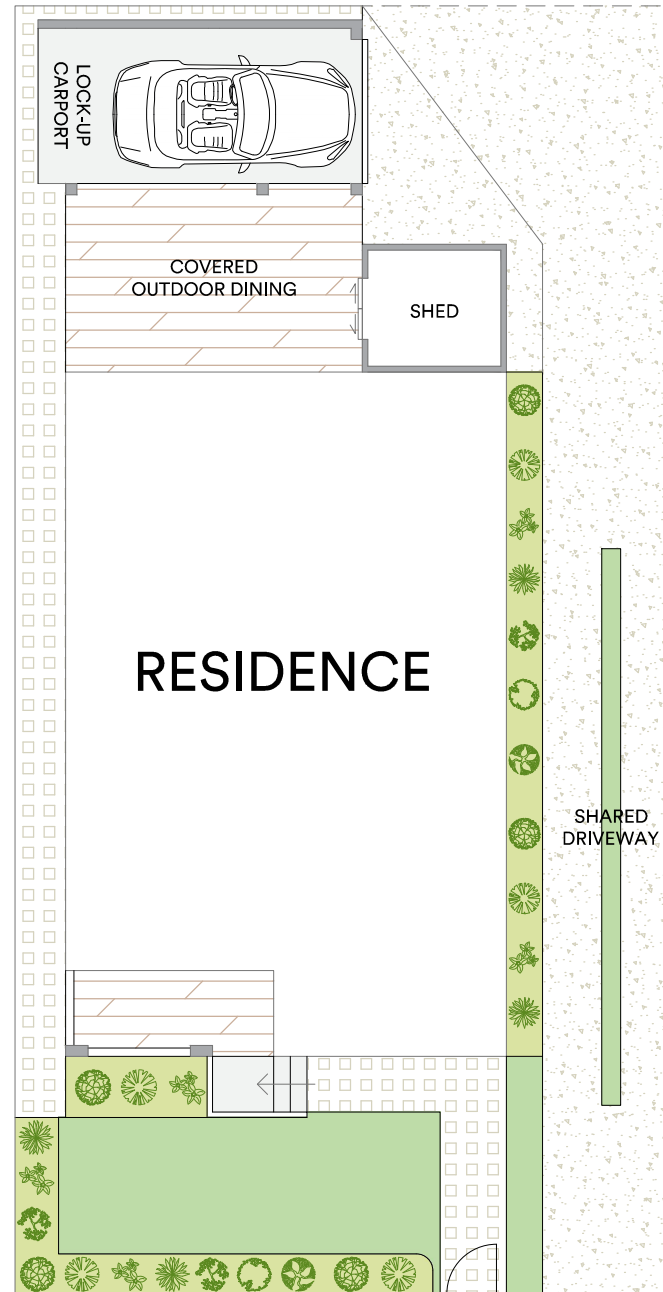 LOCK-UP
CARPORT
COVERED
OUTDOOR DINING
SHED
RESIDENCE
SHARED
DRIVEWAY